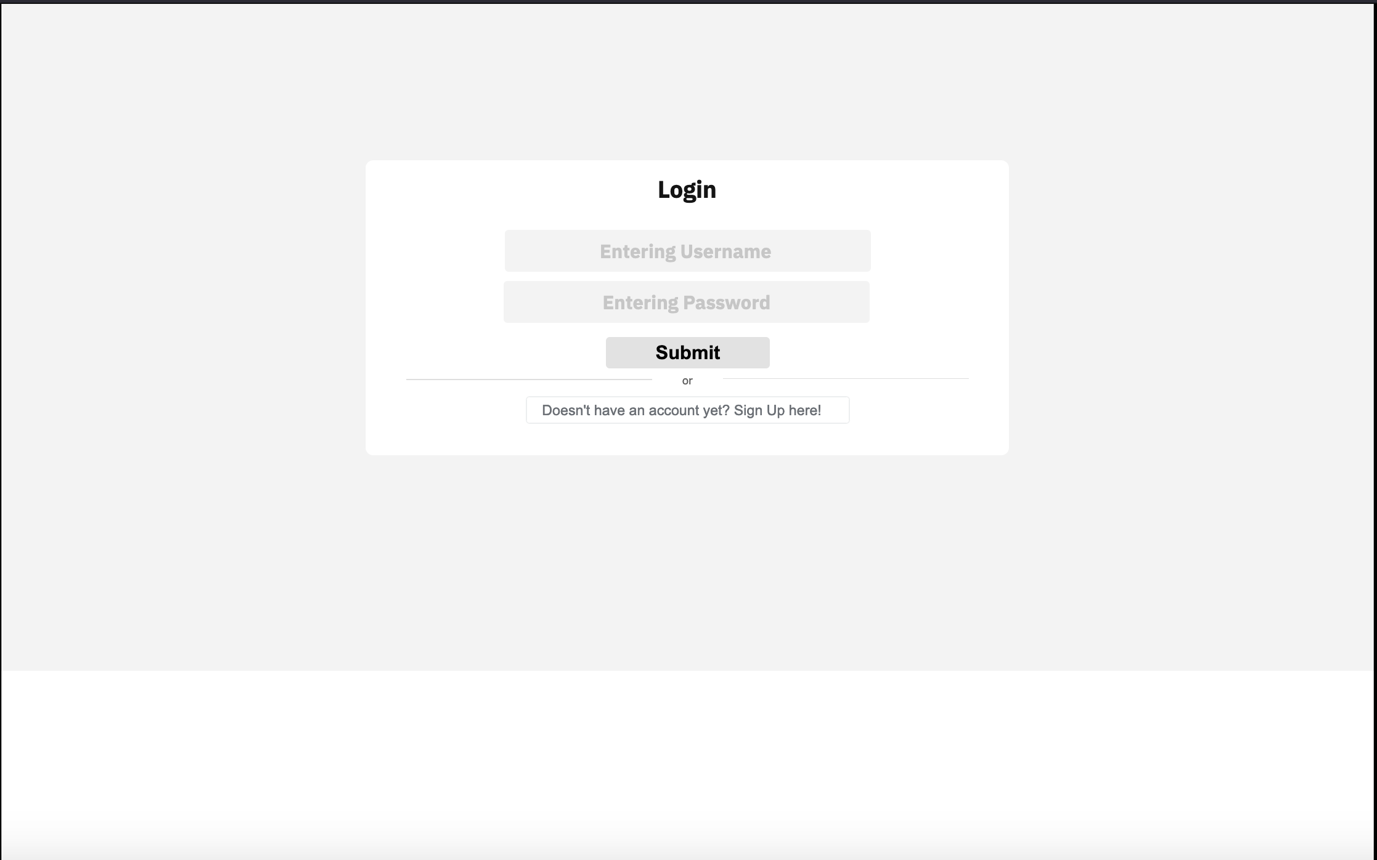 Login
Entering Username
Entering Password
Submit
or
Doesn't have an account yet? Sign Up here!